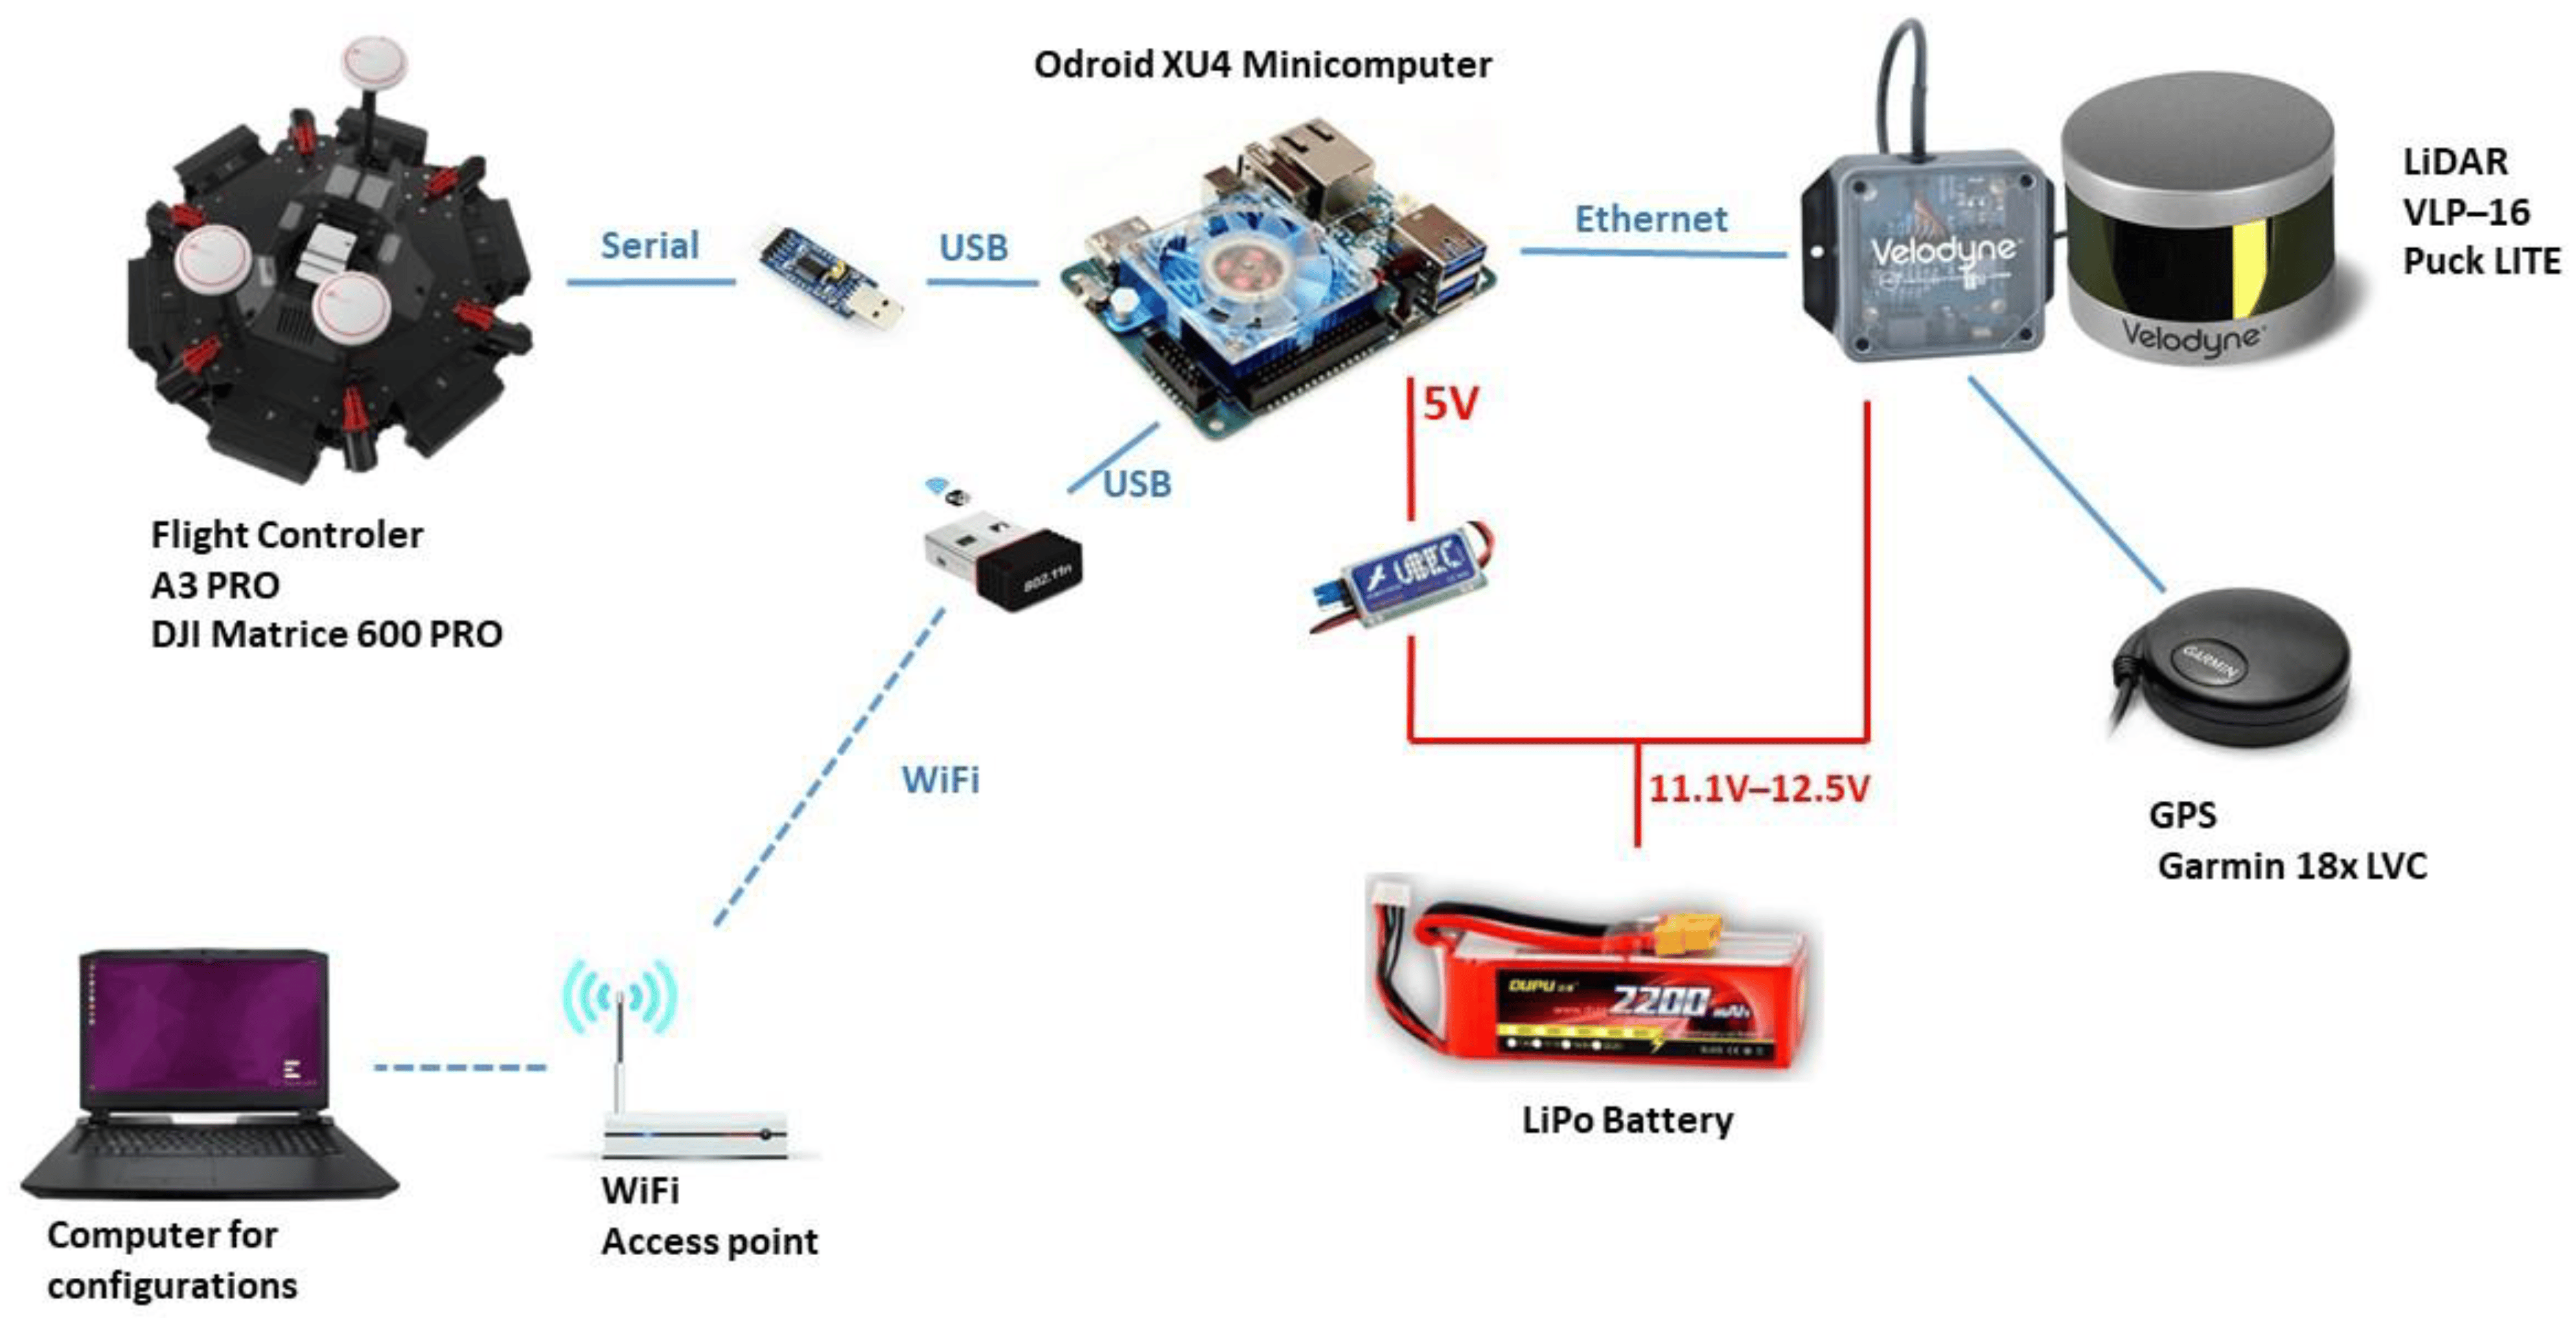 Odroid XU4 Minicomputer
Serial
USB
Ethernet
Velodyne
Velodyne
LiDAR
VLP–16
Puck LITE
5V
USB
802.11n
UBEC
Flight Controler
A3 PRO
DJI Matrice 600 PRO
GARMIN
WiFi
11.1V–12.5V
GPS
Garmin 18x LVC
DUPU
2200 mAh
LiPo Battery
WiFi
Access point
Computer for
configurations